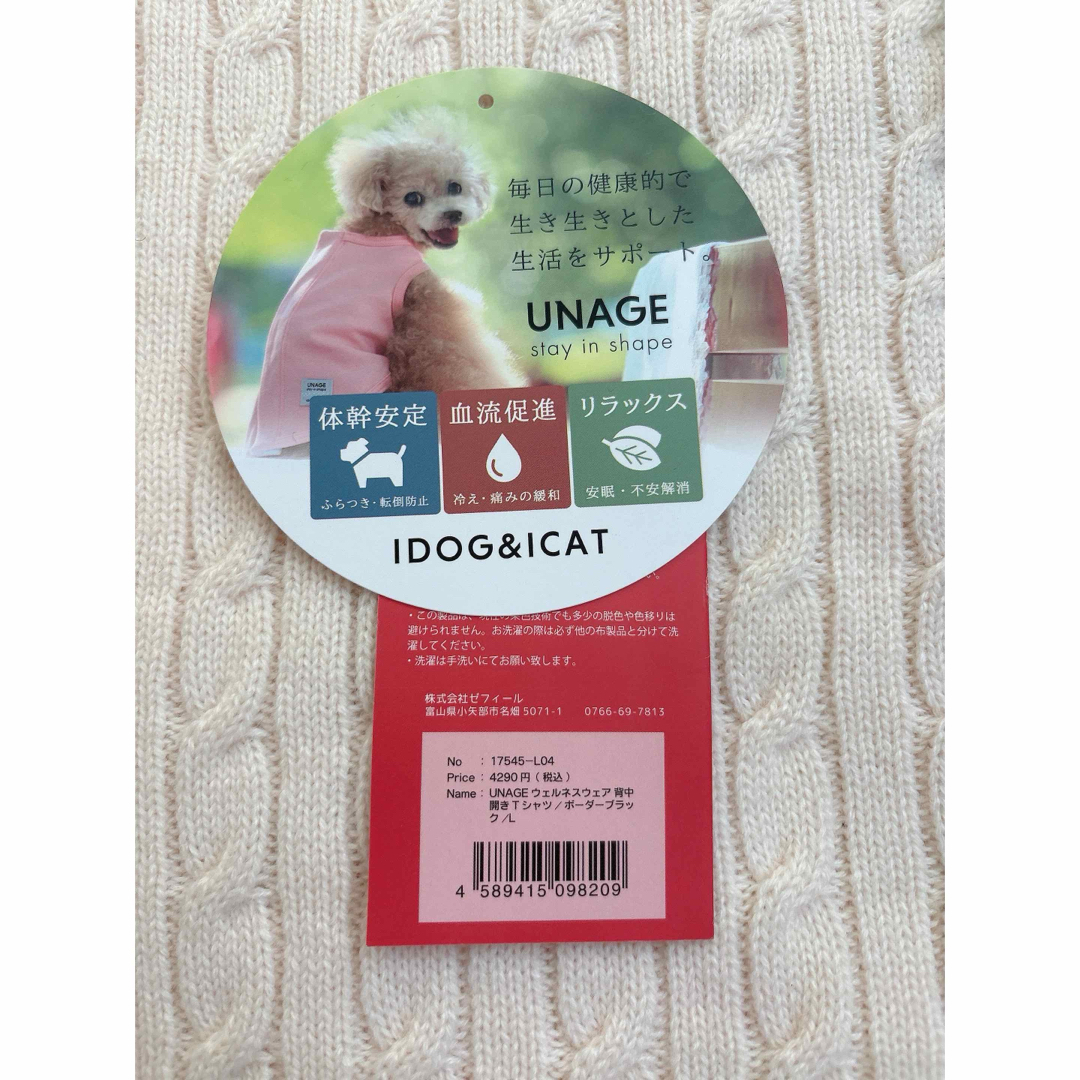 毎日の健康的で
生き生きとした
生活をサポート。
UNAGE
stay in shape
UNAGE
stay in shape
体幹安定
ふらつき・転倒防止
血流促進
冷え・痛みの緩和
リラックス
安眠・不安解消
IDOG&ICAT
い。
・この製品は、現在の染色技術でも多少の脱色や色移りは
避けられません。お洗濯の際は必ず他の布製品と分けて洗
濯してください。
・洗濯は手洗いにてお願い致します。
株式会社ゼフィール
富山県小矢部市名畑5071-1 0766-69-7813
No : 17545-L04
Price : 4290円(税込)
Name : UNAGE ウェルネスウェア 背中
開きTシャツ/ボーダーブラッ
ク/L
4 589415 098209